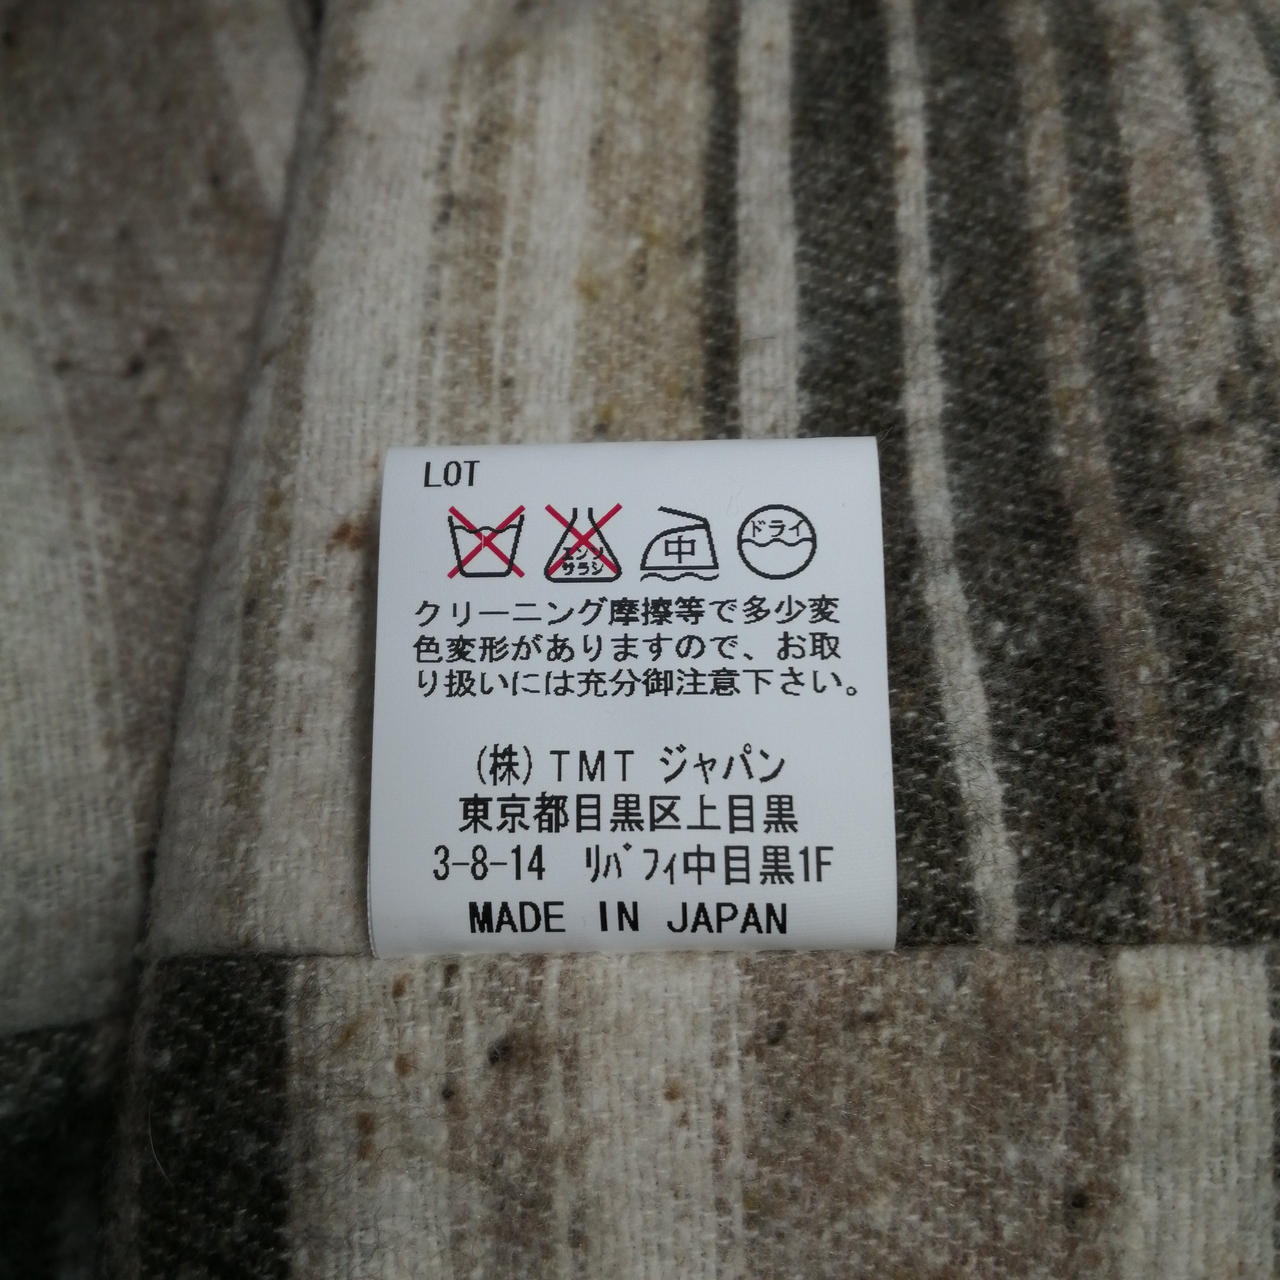 LOT
エンソ
サラシ
中
ドライ
クリーニング摩擦等で多少変
色変形がありますので、お取
り扱いには充分御注意下さい。
(株)TMT ジャパン
東京都目黒区上目黒
3-8-14 リバフィ中目黒1F
MADE IN JAPAN